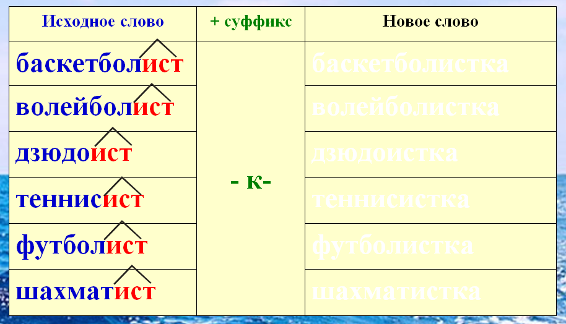 Исходное слово + суффикс Новое слово
баскетболист баскетболистка
волейболист волейболистка
дзюдоист дзюдоистка
- к-
теннисист теннисистка
футболист футболистка
шахматист шахматистка